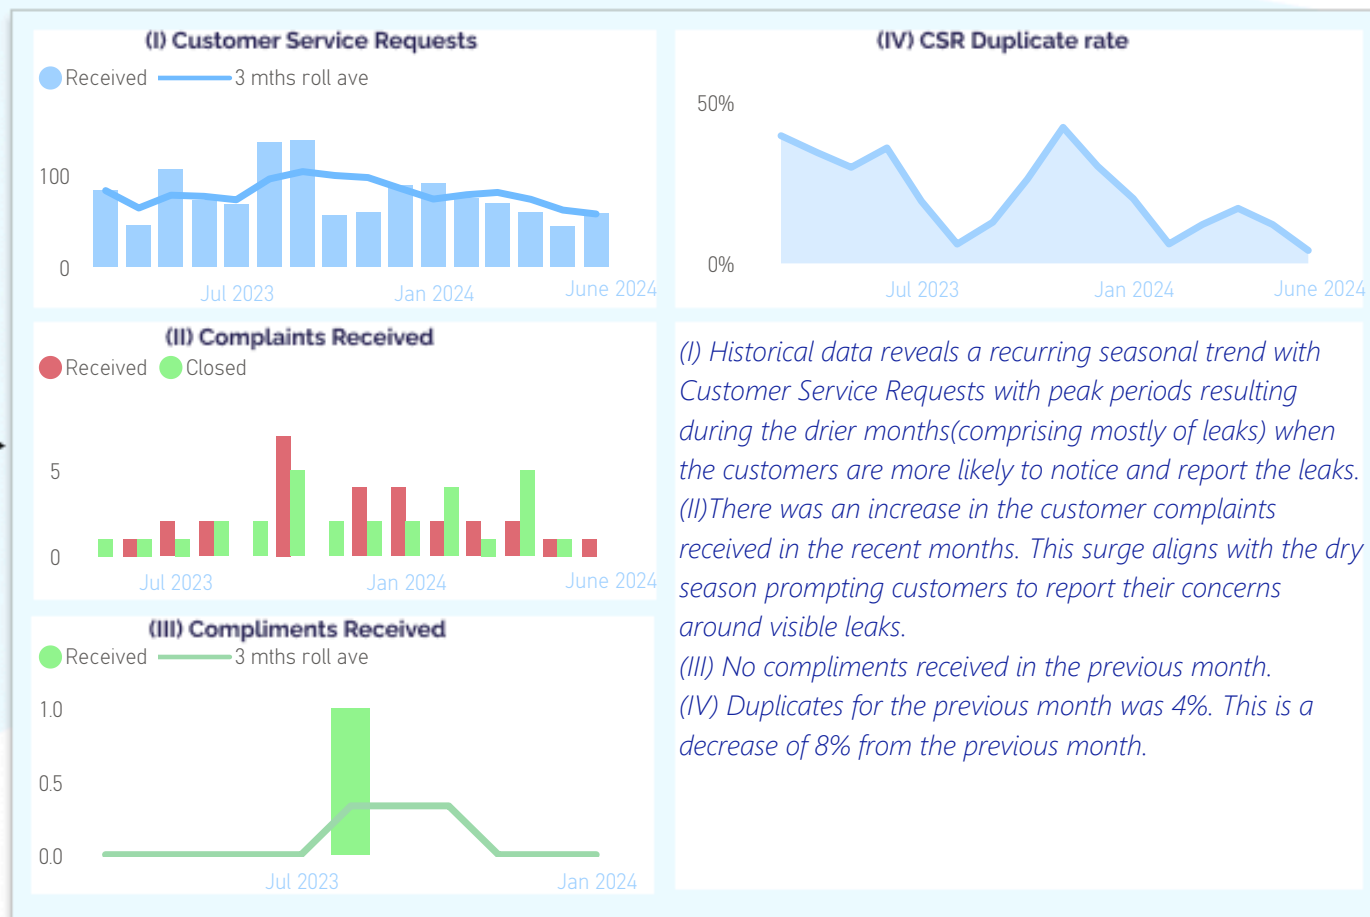 (I) Customer Service Requests
Received 3 mths roll ave
100
0
Jul 2023 Jan 2024 June 2024
(IV) CSR Duplicate rate
50%
0%
Jul 2023 Jan 2024 June 2024
(II) Complaints Received
Received Closed
5
0
Jul 2023 Jan 2024 June 2024
(III) Compliments Received
Received 3 mths roll ave
1.0
0.5
0.0
Jul 2023 Jan 2024
(I) Historical data reveals a recurring seasonal trend with
Customer Service Requests with peak periods resulting
during the drier months(comprising mostly of leaks) when
the customers are more likely to notice and report the leaks.
(II)There was an increase in the customer complaints
received in the recent months. This surge aligns with the dry
season prompting customers to report their concerns
around visible leaks.
(III) No compliments received in the previous month.
(IV) Duplicates for the previous month was 4%. This is a
decrease of 8% from the previous month.